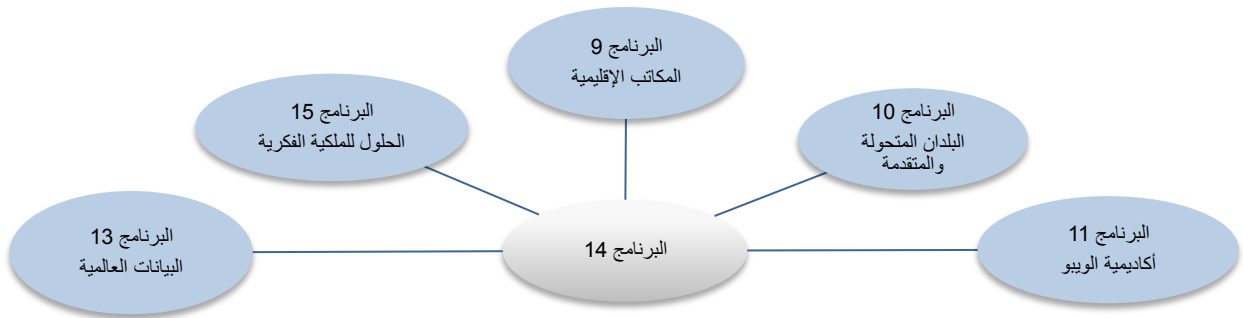 البرنامج 9
المكاتب الإقليمية
البرنامج 10
البلدان المتحولة
والمتقدمة
البرنامج 15
الحلول للملكية الفكرية
البرنامج 11
أكاديمية الويبو
البرنامج 14
البرنامج 13
البيانات العالمية